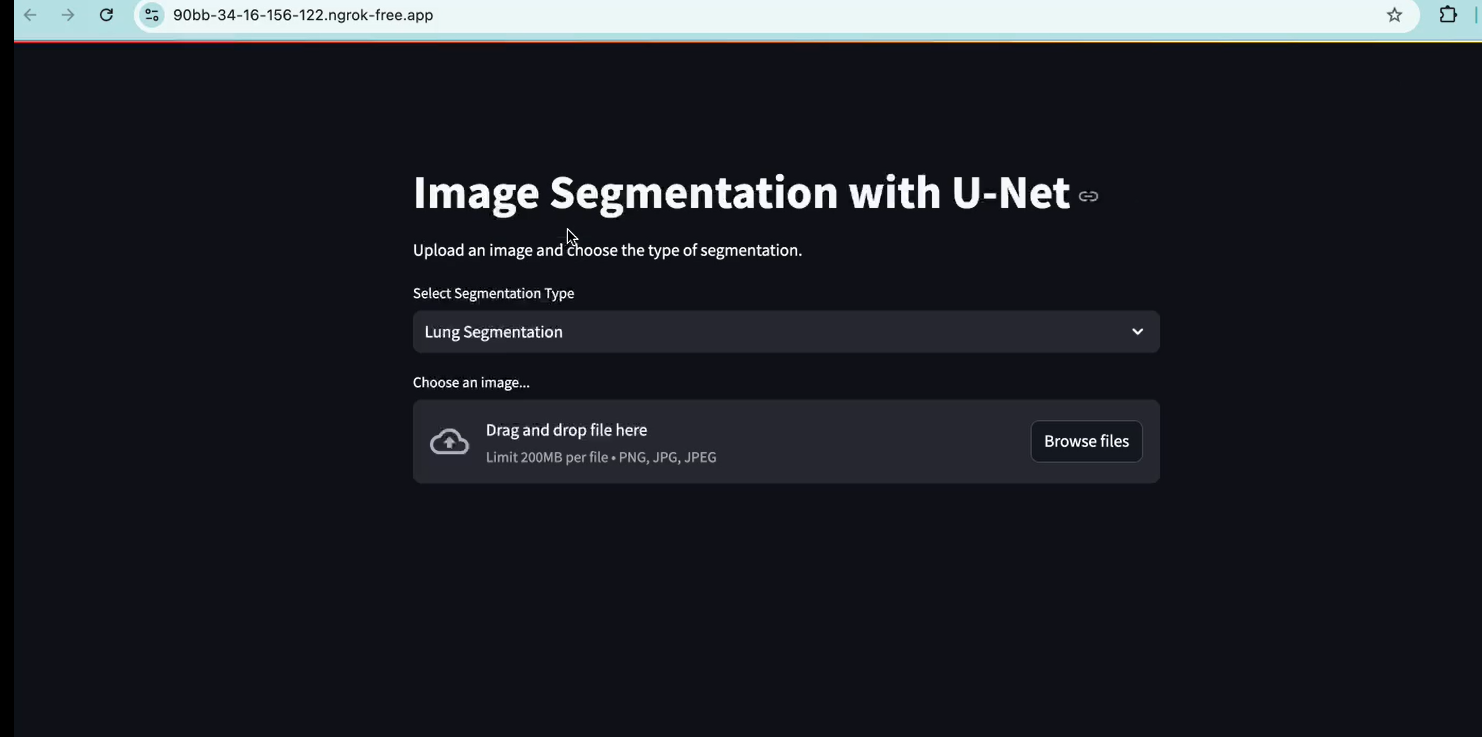 90bb-34-16-156-122.ngrok-free.app
Image Segmentation with U-Net
Upload an image and choose the type of segmentation.
Select Segmentation Type
Lung Segmentation
Choose an image...
Drag and drop file here
Limit 200MB per file • PNG, JPG, JPEG
Browse files